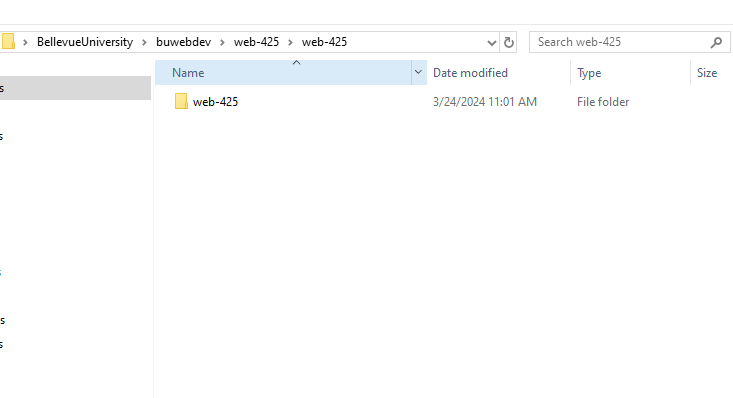 BellevueUniversity > buwebdev > web-425 > web-425
Search web-425
Name Date modified Type Size
web-425 3/24/2024 11:01 AM File folder
s
s
s
s
s